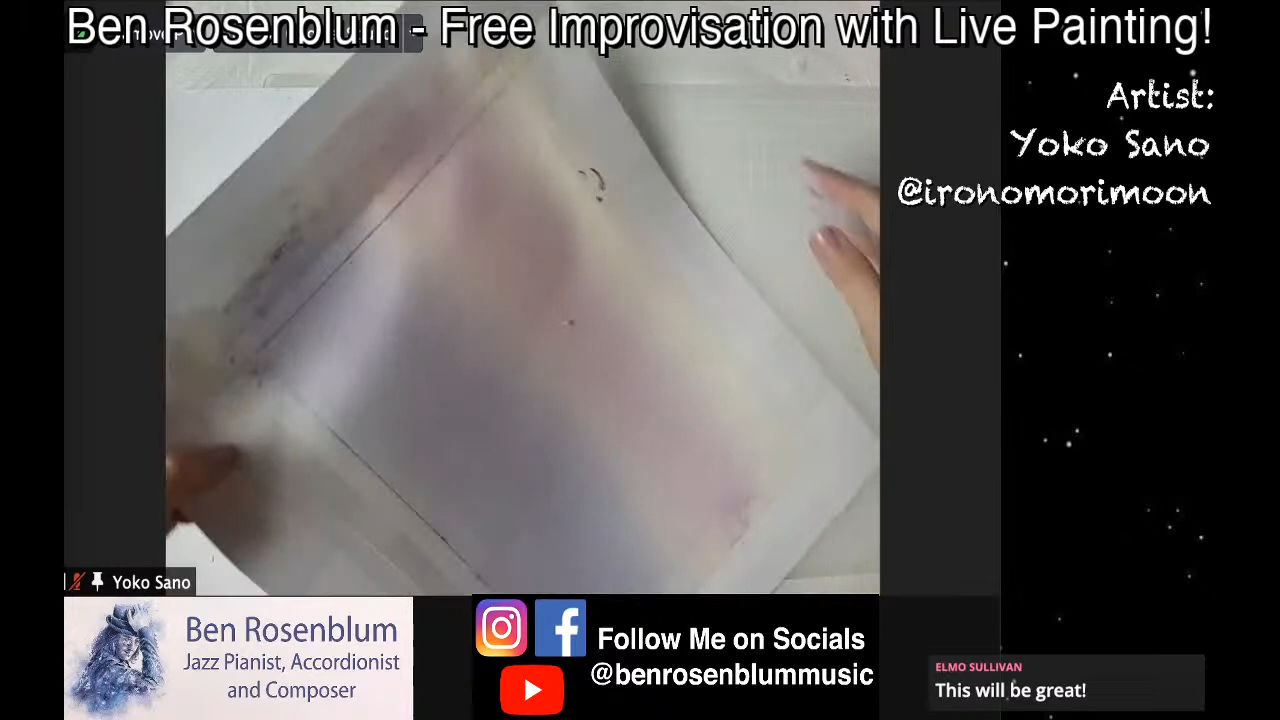 Ben Rosenblum - Free Improvisation with Live Painting!
Artist:
Yoko Sano
@ironomorimoon
Yoko Sano
Ben Rosenblum
Jazz Pianist, Accordionist
and Composer
Follow Me on Socials
@benrosenblummusic
ELMO SULLIVAN
This will be great!